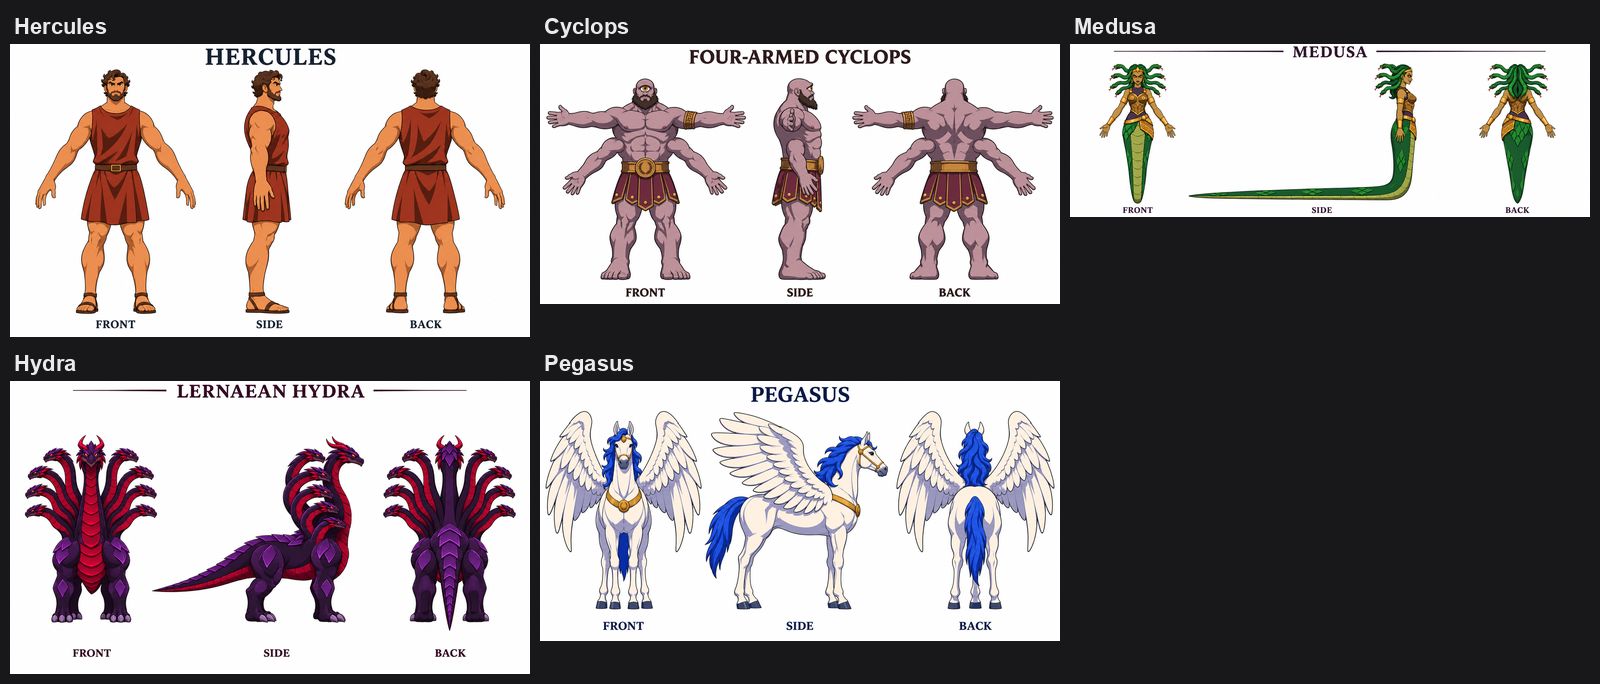 Hercules
HERCULES
FRONT SIDE BACK
Cyclops
FOUR-ARMED CYCLOPS
FRONT SIDE BACK
Medusa
MEDUSA
FRONT SIDE BACK
Hydra
LERNAEAN HYDRA
FRONT SIDE BACK
Pegasus
PEGASUS
FRONT SIDE BACK